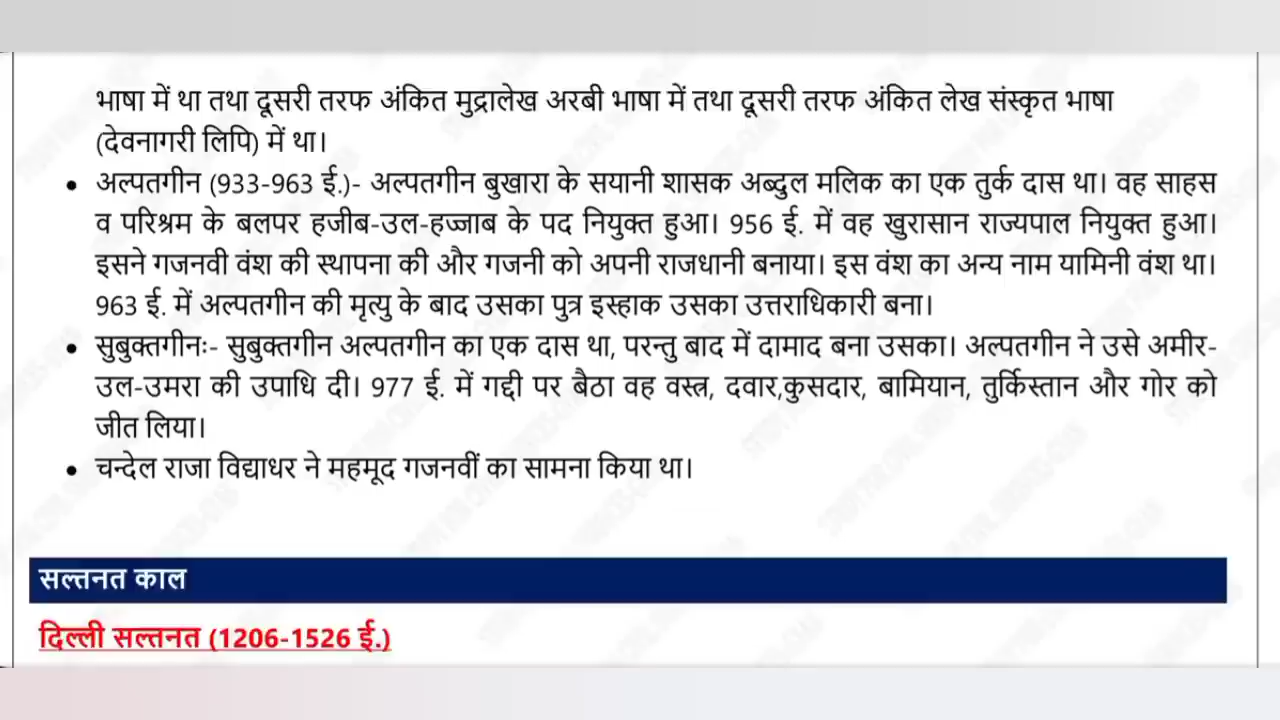 भाषा में था तथा दूसरी तरफ अंकित मुद्रालेख अरबी भाषा में तथा दूसरी तरफ अंकित लेख संस्कृत भाषा
(देवनागरी लिपि) में था।
• अल्पतगीन (933-963 ई.)- अल्पतगीन बुखारा के सयानी शासक अब्दुल मलिक का एक तुर्क दास था। वह साहस
व परिश्रम के बलपर हजीब-उल-हज्जाब के पद नियुक्त हुआ। 956 ई. में वह खुरासान राज्यपाल नियुक्त हुआ।
इसने गजनवी वंश की स्थापना की और गजनी को अपनी राजधानी बनाया। इस वंश का अन्य नाम यामिनी वंश था।
963 ई. में अल्पतगीन की मृत्यु के बाद उसका पुत्र इस्हाक उसका उत्तराधिकारी बना।
• सुबुक्तगीनः- सुबुक्तगीन अल्पतगीन का एक दास था, परन्तु बाद में दामाद बना उसका। अल्पतगीन ने उसे अमीर-
उल-उमरा की उपाधि दी। 977 ई. में गद्दी पर बैठा वह वस्त्र, दवार,कुसदार, बामियान, तुर्किस्तान और गोर को
जीत लिया।
• चन्देल राजा विद्याधर ने महमूद गजनवीं का सामना किया था।
सल्तनत काल
दिल्ली सल्तनत (1206-1526 ई.)